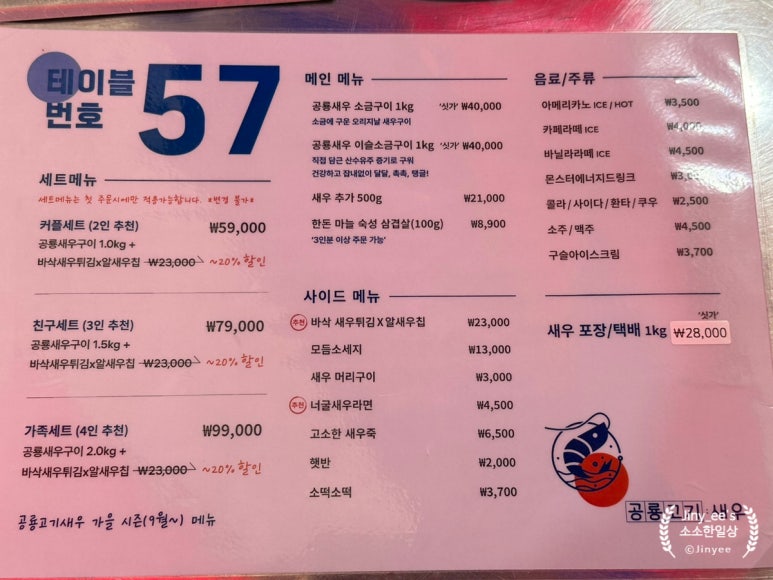 테이블
번호
57
세트메뉴
세트메뉴는 첫 주문시에만 적용가능합니다. *변경 불가*
커플세트 (2인 추천) ₩59,000
공룡새우구이 1.0kg +
바삭새우튀김x알새우칩 ₩23,000 ~20% 할인
친구세트 (3인 추천) ₩79,000
공룡새우구이 1.5kg +
바삭새우튀김x알새우칩 ₩23,000 ~20% 할인
가족세트 (4인 추천) ₩99,000
공룡새우구이 2.0kg +
바삭새우튀김x알새우칩 ₩23,000 ~20% 할인
공룡고기새우 가을 시즌(9월~) 메뉴
메인 메뉴
공룡새우 소금구이 1kg '싯가' ₩40,000
소금에 구운 오리지날 새우구이
공룡새우 이슬소금구이 1kg '싯가' ₩40,000
직접 담근 산수유주 증기로 구워
건강하고 잡내없이 달달, 촉촉, 탱글!
새우 추가 500g ₩21,000
한돈 마늘 숙성 삼겹살(100g) ₩8,900
'3인분 이상 주문 가능'
사이드 메뉴
추천 바삭 새우튀김 X 알새우칩 ₩23,000
모듬소세지 ₩13,000
새우 머리구이 ₩3,000
추천 너굴새우라면 ₩4,500
고소한 새우죽 ₩6,500
햇반 ₩2,000
소떡소떡 ₩3,700
음료/주류
아메리카노 ICE / HOT ₩3,500
카페라떼 ICE
바닐라라떼 ICE ₩4,500
몬스터에너지드링크
콜라 / 사이다 / 환타 / 쿠우 ₩2,500
소주 / 맥주 ₩4,500
구슬아이스크림 ₩3,700
'싯가'
새우 포장/택배 1kg ₩28,000
공룡고기새우
Jiny_ee's
소소한일상
©Jinyee